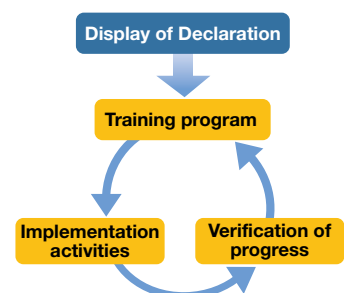 Display of Declaration
Training program
Implementation
activities
Verification of
progress